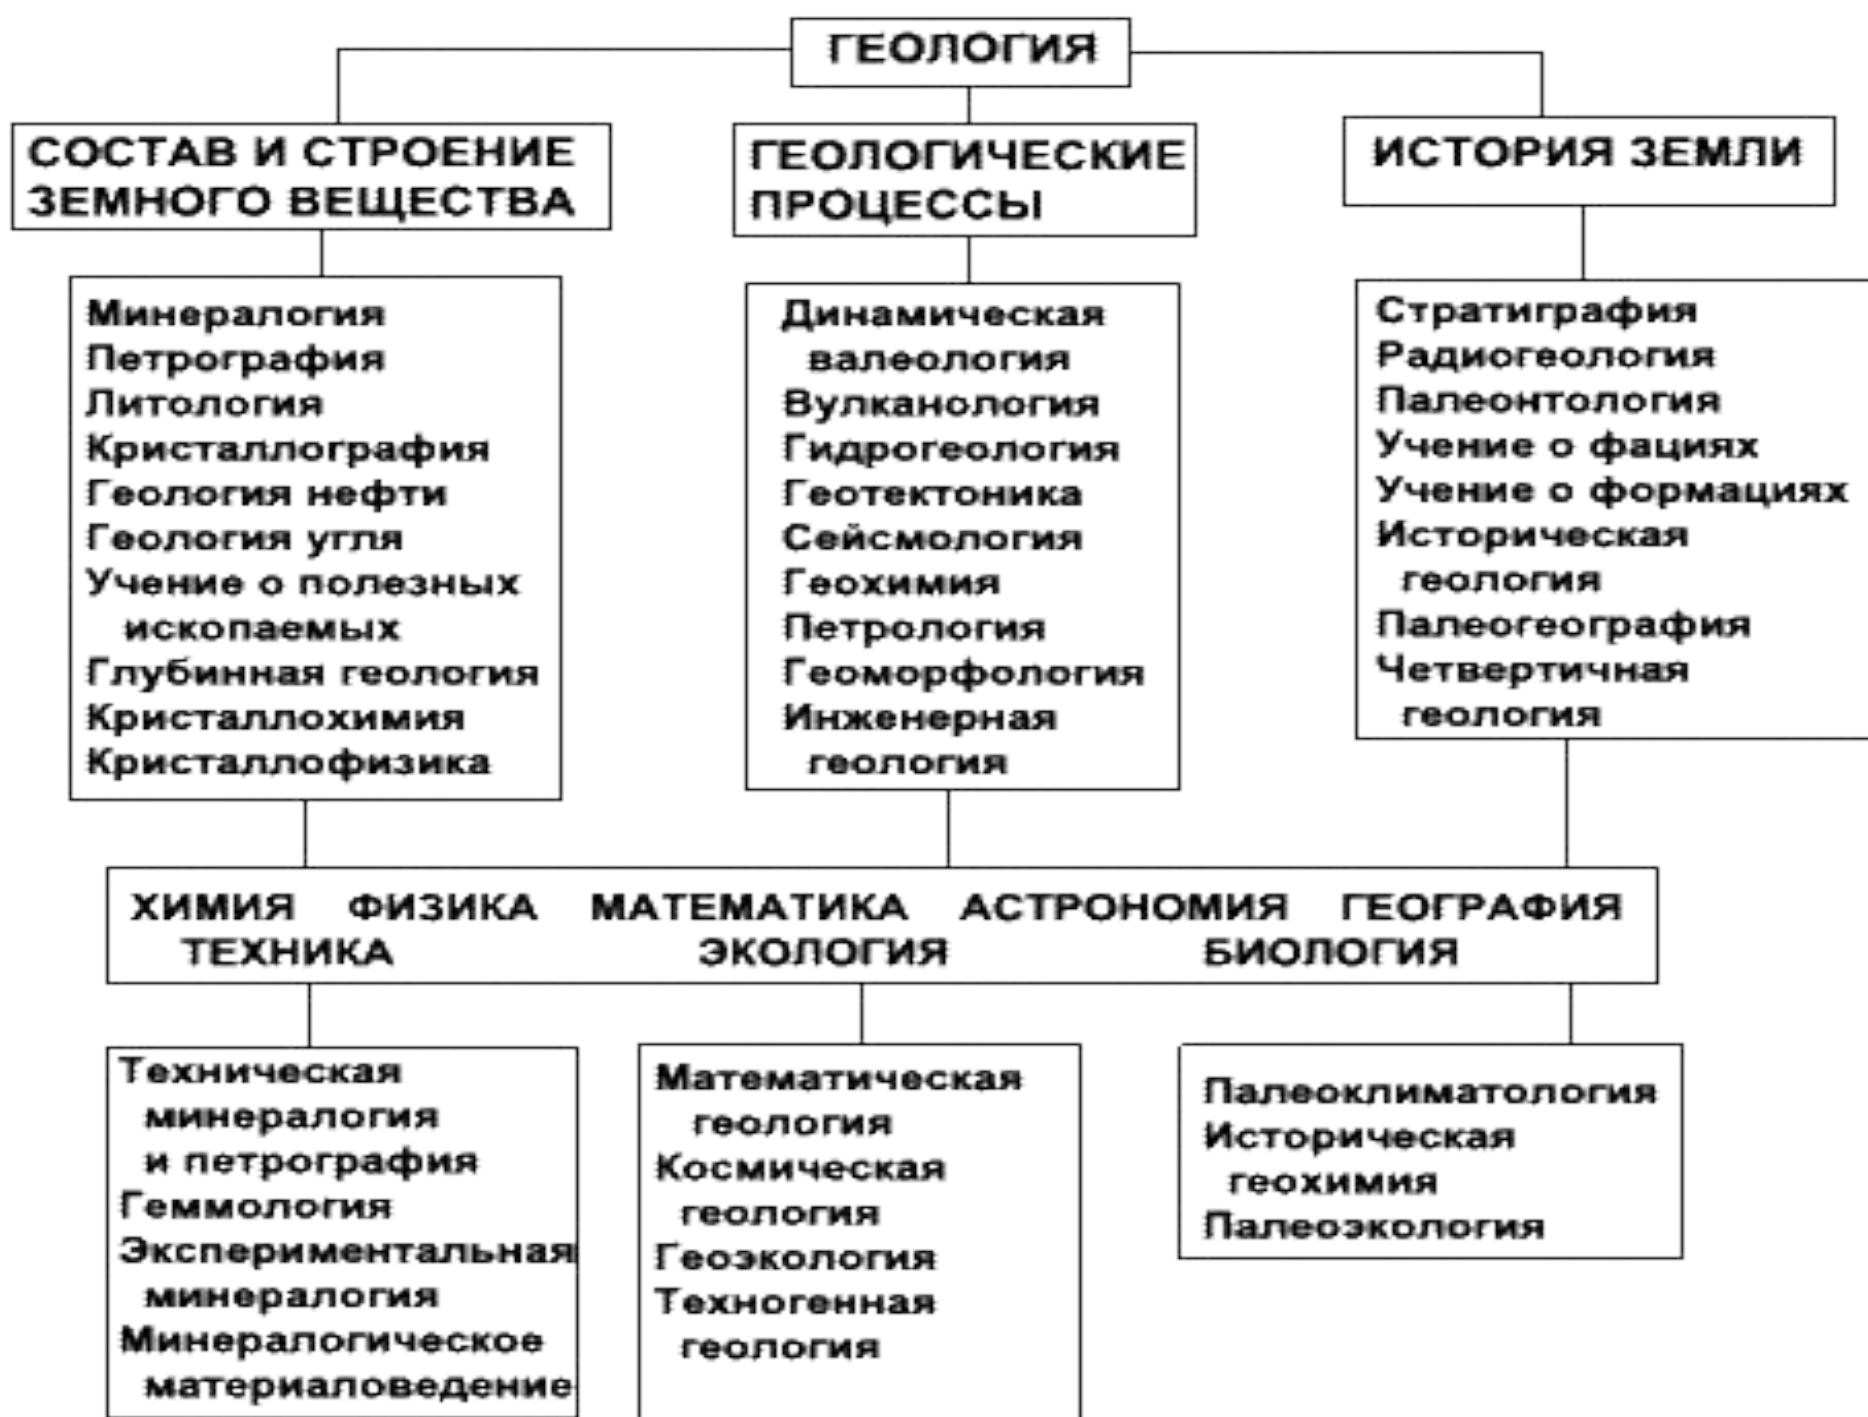 ГЕОЛОГИЯ
СОСТАВ И СТРОЕНИЕ
ЗЕМНОГО ВЕЩЕСТВА
ГЕОЛОГИЧЕСКИЕ
ПРОЦЕССЫ
ИСТОРИЯ ЗЕМЛИ
Минералогия
Петрография
Литология
Кристаллография
Геология нефти
Геология угля
Учение о полезных
ископаемых
Глубинная геология
Кристаллохимия
Кристаллофизика
Динамическая
валеология
Вулканология
Гидрогеология
Геотектоника
Сейсмология
Геохимия
Петрология
Геоморфология
Инженерная
геология
Стратиграфия
Радиогеология
Палеонтология
Учение о фациях
Учение о формациях
Историческая
геология
Палеогеография
Четвертичная
геология
ХИМИЯ ФИЗИКА МАТЕМАТИКА АСТРОНОМИЯ ГЕОГРАФИЯ
ТЕХНИКА ЭКОЛОГИЯ БИОЛОГИЯ
Техническая
минералогия
и петрография
Геммология
Экспериментальная
минералогия
Минералогическое
материаловедение
Математическая
геология
Космическая
геология
Геоэкология
Техногенная
геология
Палеоклиматология
Историческая
геохимия
Палеоэкология